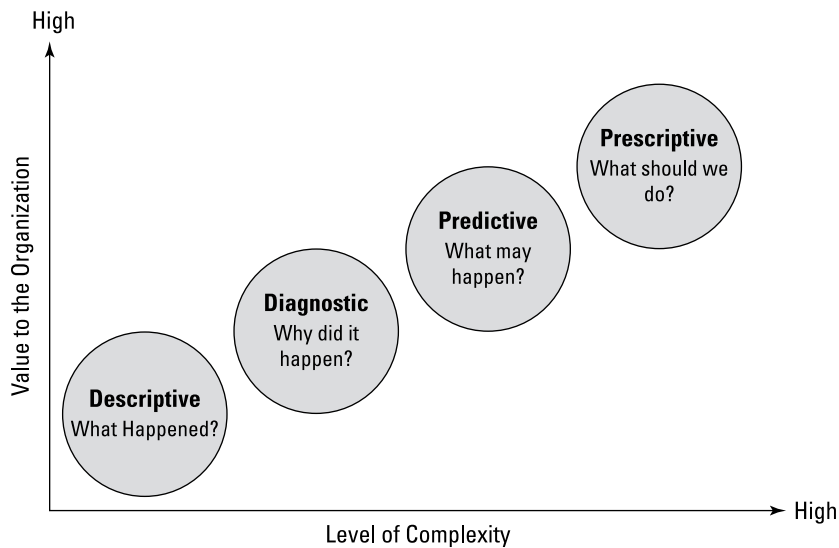 High
Value to the Organization
Prescriptive
What should we
do?
Predictive
What may
happen?
Diagnostic
Why did it
happen?
Descriptive
What Happened?
High
Level of Complexity